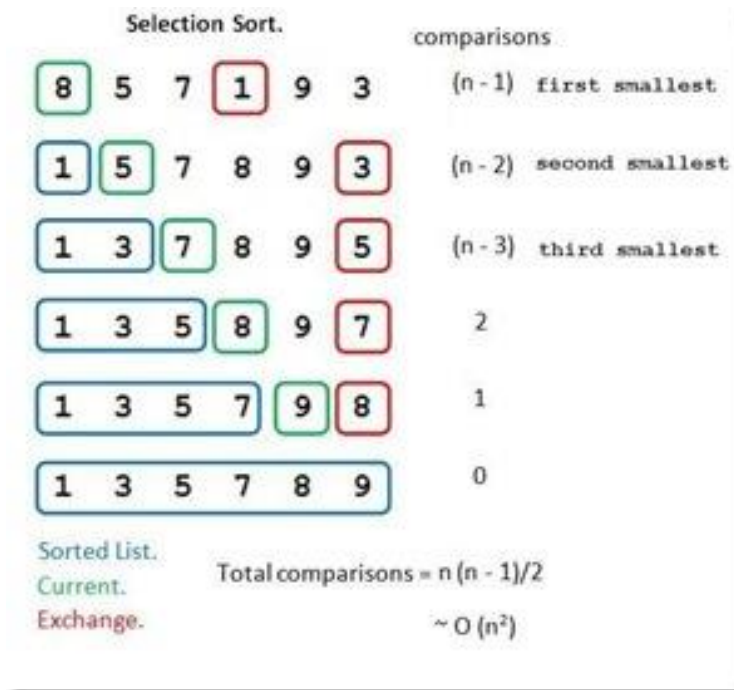 Selection Sort.
comparisons
8 5 7 1 9 3 (n - 1) first smallest
1 5 7 8 9 3 (n - 2) second smallest
1 3 7 8 9 5 (n - 3) third smallest
1 3 5 8 9 7 2
1 3 5 7 9 8 1
1 3 5 7 8 9 0
Sorted List.
Current.
Exchange.
Total comparisons = n (n - 1)/2
~ O (n²)